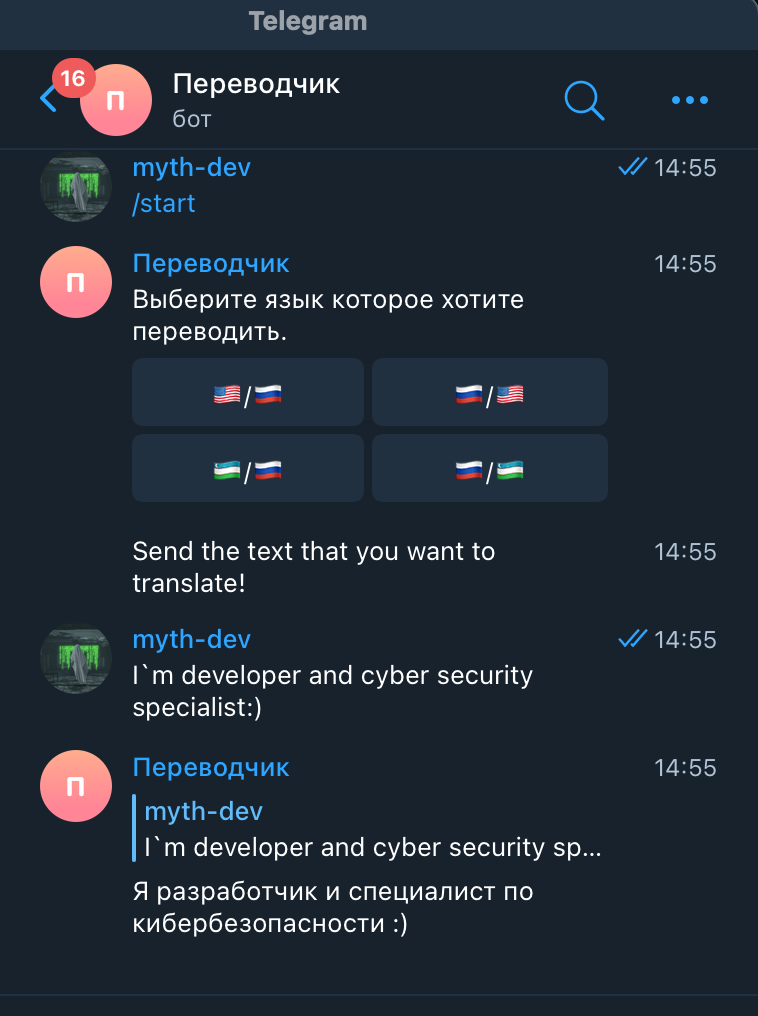 Telegram
16
П
Переводчик
бот
myth-dev
14:55
/start
П
Переводчик
14:55
Выберите язык которое хотите
переводить.
🇺🇸/🇷🇺
🇷🇺/🇺🇸
🇺🇿/🇷🇺
🇷🇺/🇺🇿
Send the text that you want to
14:55
translate!
myth-dev
14:55
I`m developer and cyber security
specialist:)
П
Переводчик
14:55
myth-dev
I`m developer and cyber security sp...
Я разработчик и специалист по
кибербезопасности :)